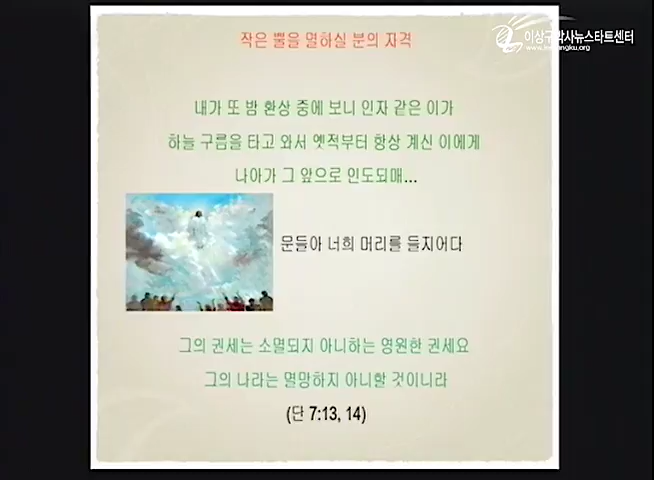 이상구박사뉴스타트센터
작은 뿔을 멸하실 분의 자격
내가 또 밤 환상 중에 보니 인자 같은 이가
하늘 구름을 타고 와서 옛적부터 항상 계신 이에게
나아가 그 앞으로 인도되매...
문들아 너희 머리를 들지어다
그의 권세는 소멸되지 아니하는 영원한 권세요
그의 나라는 멸망하지 아니할 것이니라
(단 7:13, 14)